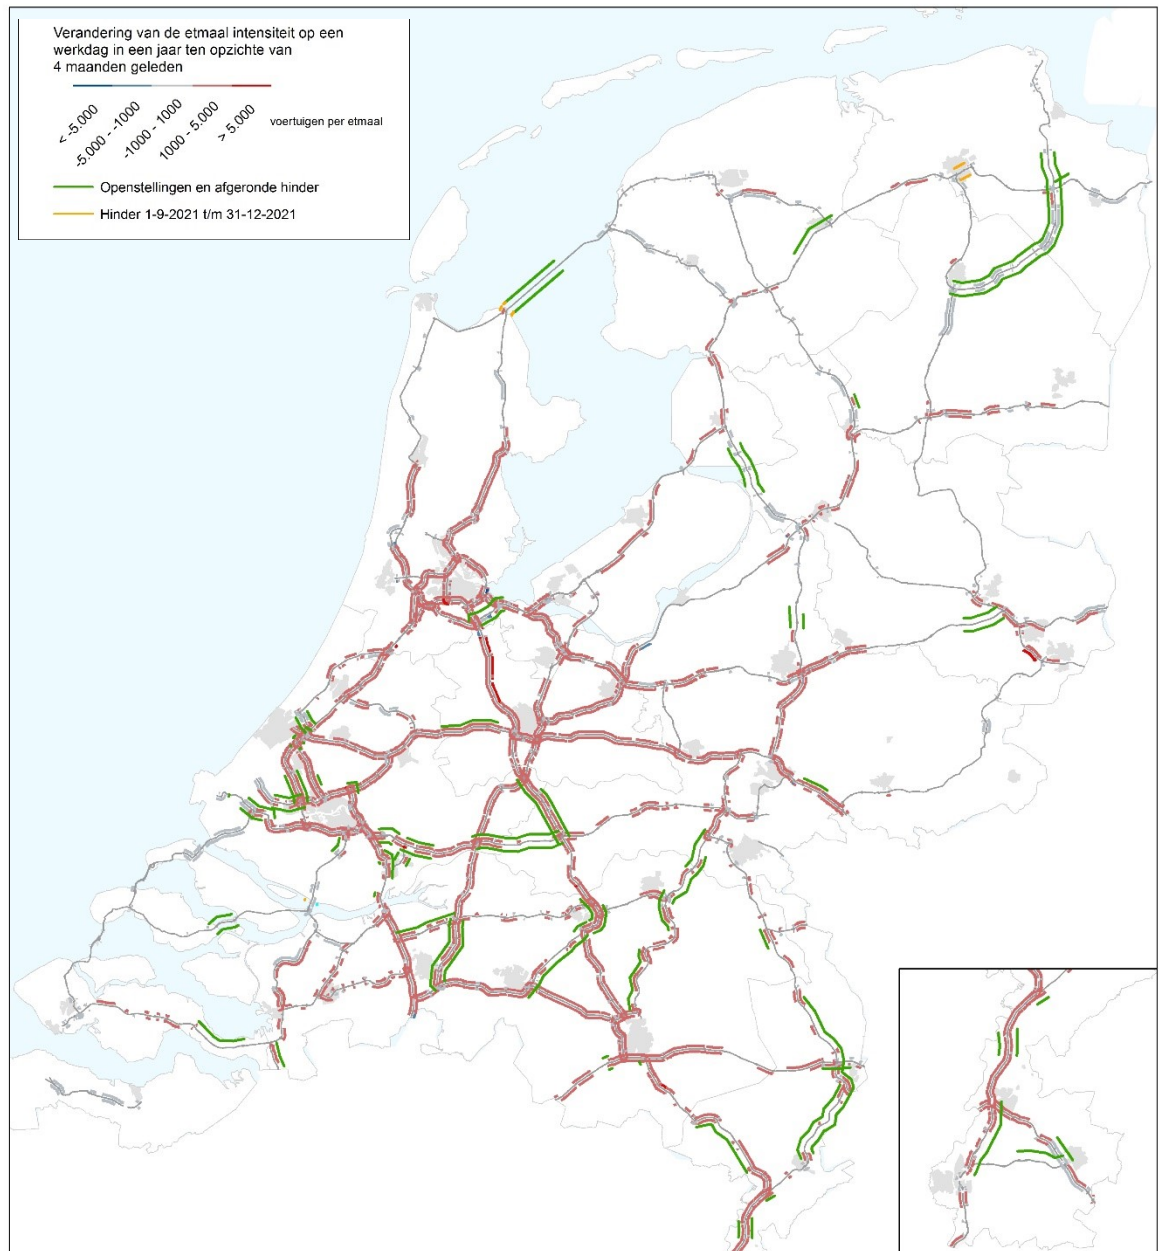 Verandering van de etmaal intensiteit op een
werkdag in een jaar ten opzichte van
4 maanden geleden
< -5.000
-5.000 - -1000
-1000 - 1000
1000 - 5.000
> 5.000
voertuigen per etmaal
Openstellingen en afgeronde hinder
Hinder 1-9-2021 t/m 31-12-2021